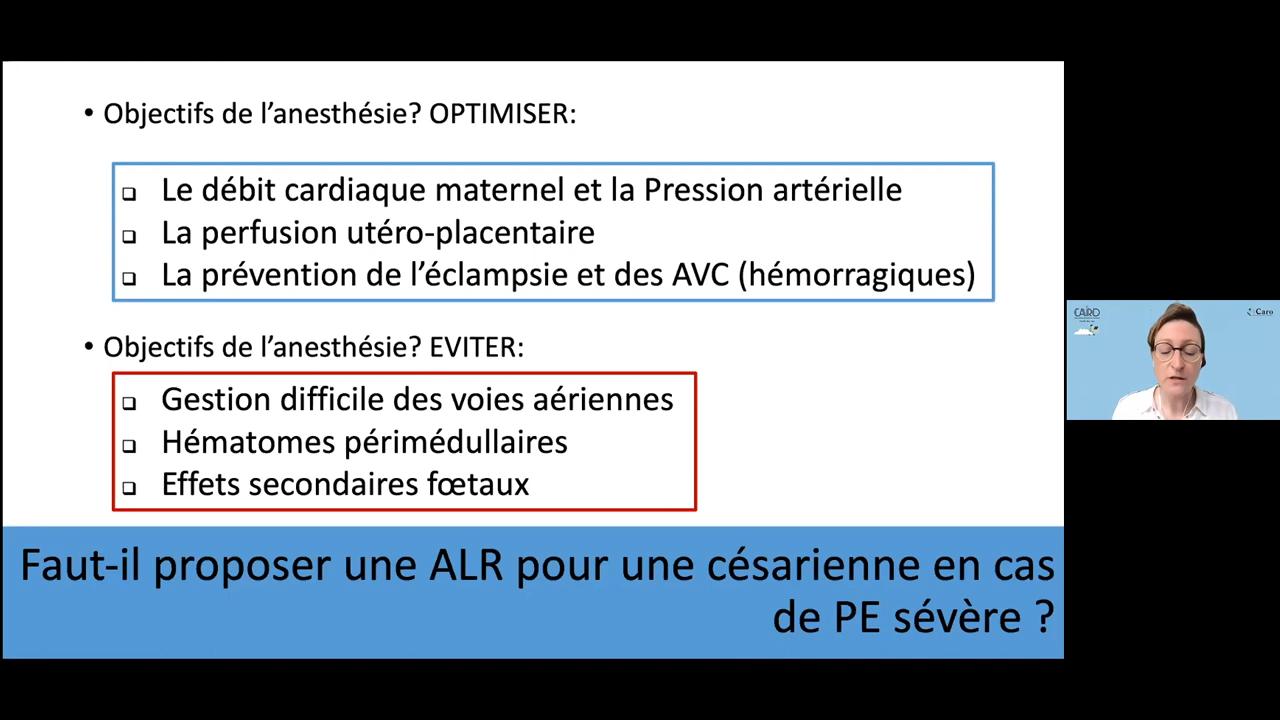 • Objectifs de l’anesthésie? OPTIMISER:
Le débit cardiaque maternel et la Pression artérielle
La perfusion utéro-placentaire
La prévention de l’éclampsie et des AVC (hémorragiques)
• Objectifs de l’anesthésie? EVITER:
Gestion difficile des voies aériennes
Hématomes périmédullaires
Effets secondaires fœtaux
Faut-il proposer une ALR pour une césarienne en cas
de PE sévère ?
Caro